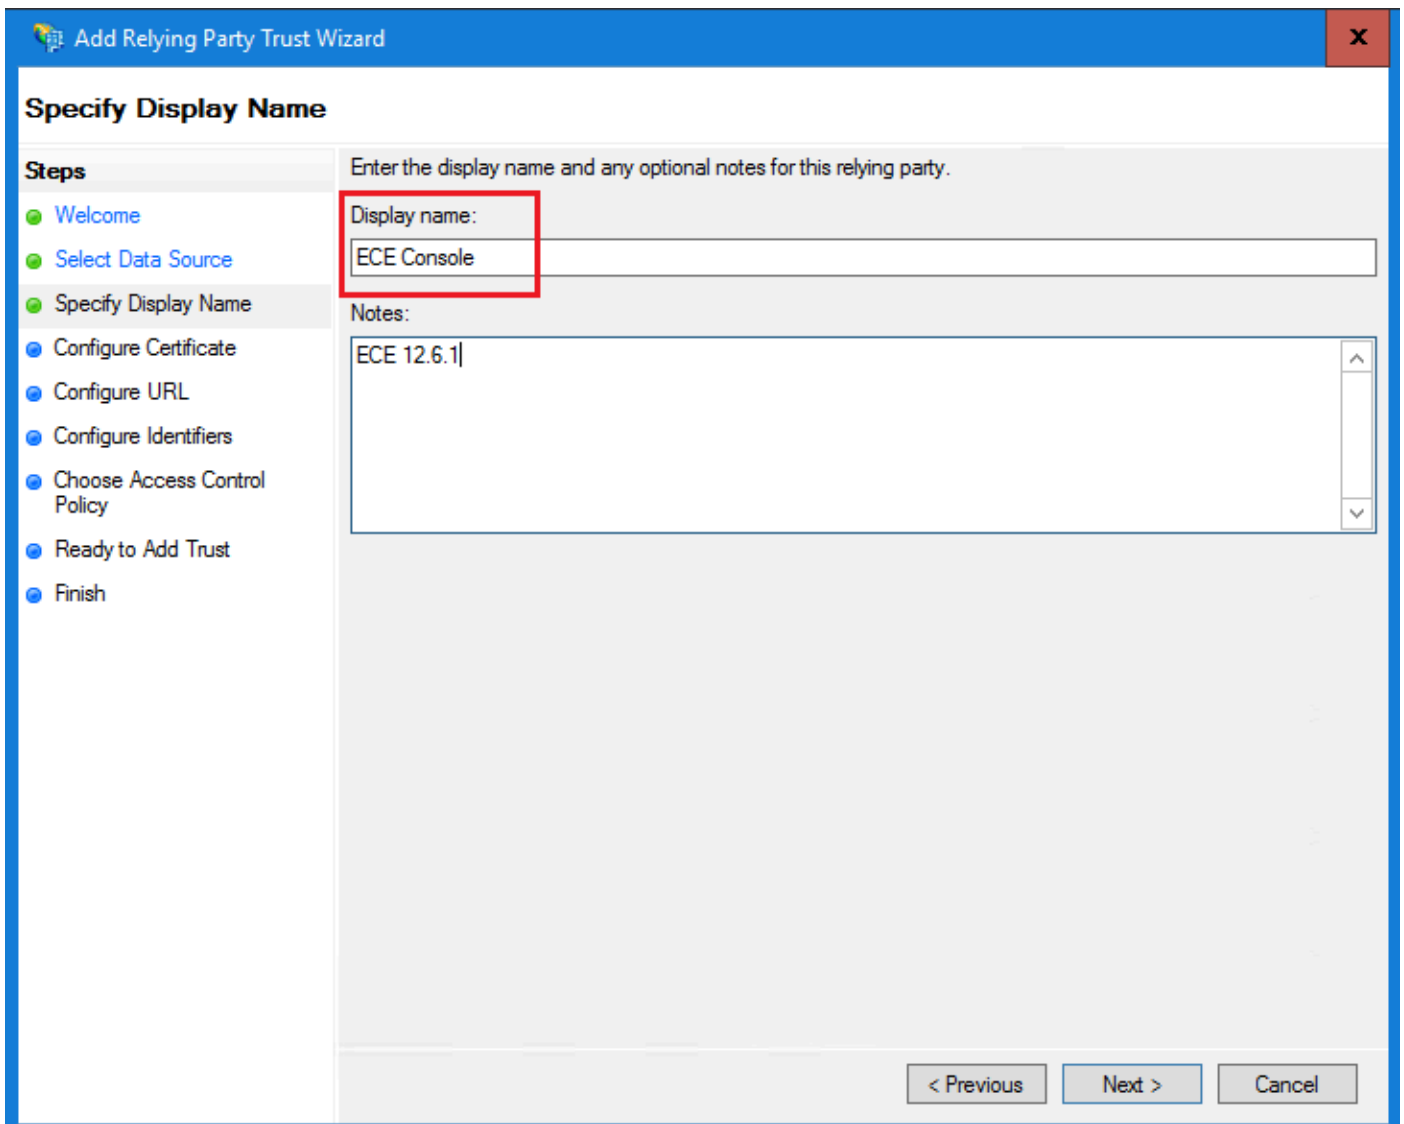 Add Relying Party Trust Wizard
x
Specify Display Name
Steps
Welcome
Select Data Source
Specify Display Name
Configure Certificate
Configure URL
Configure Identifiers
Choose Access Control
Policy
Ready to Add Trust
Finish
Enter the display name and any optional notes for this relying party.
Display name:
ECE Console
Notes:
ECE 12.6.1
< Previous
Next >
Cancel